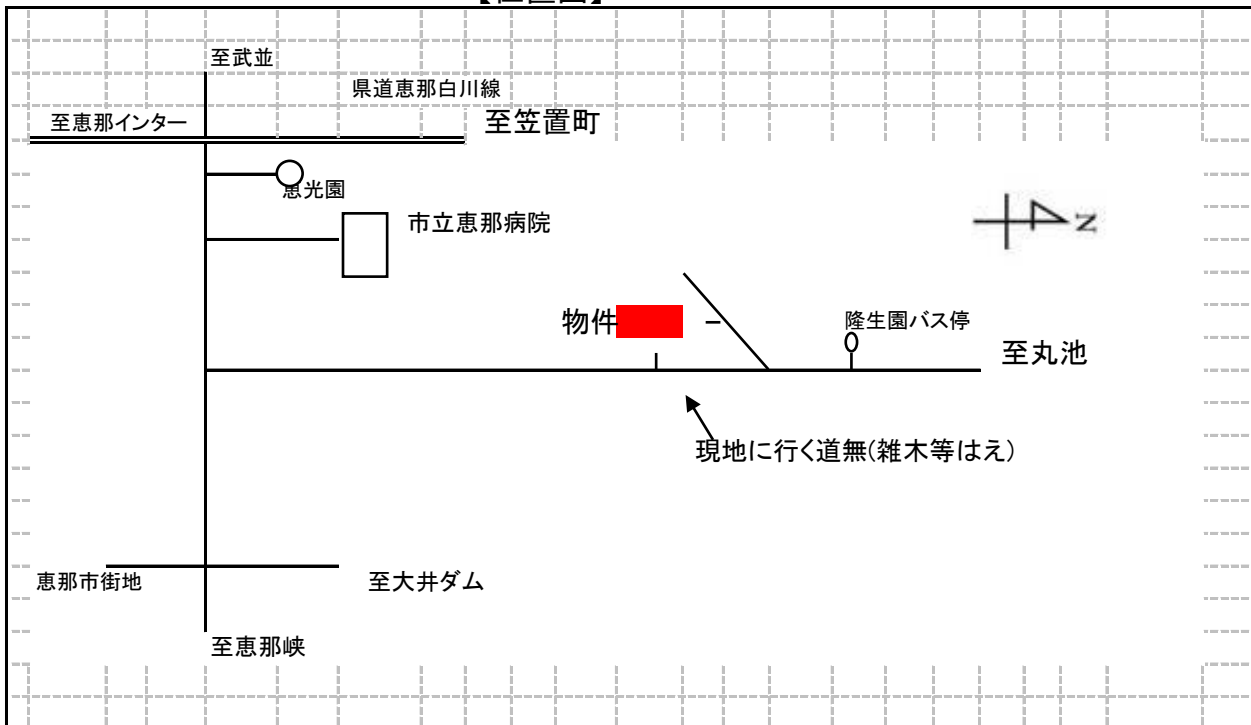 【位置図】
至武並
県道恵那白川線
至恵那インター
至笠置町
恵光園
市立恵那病院
N
物件
隆生園バス停
至丸池
現地に行く道無(雑木等はえ)
恵那市街地
至大井ダム
至恵那峡